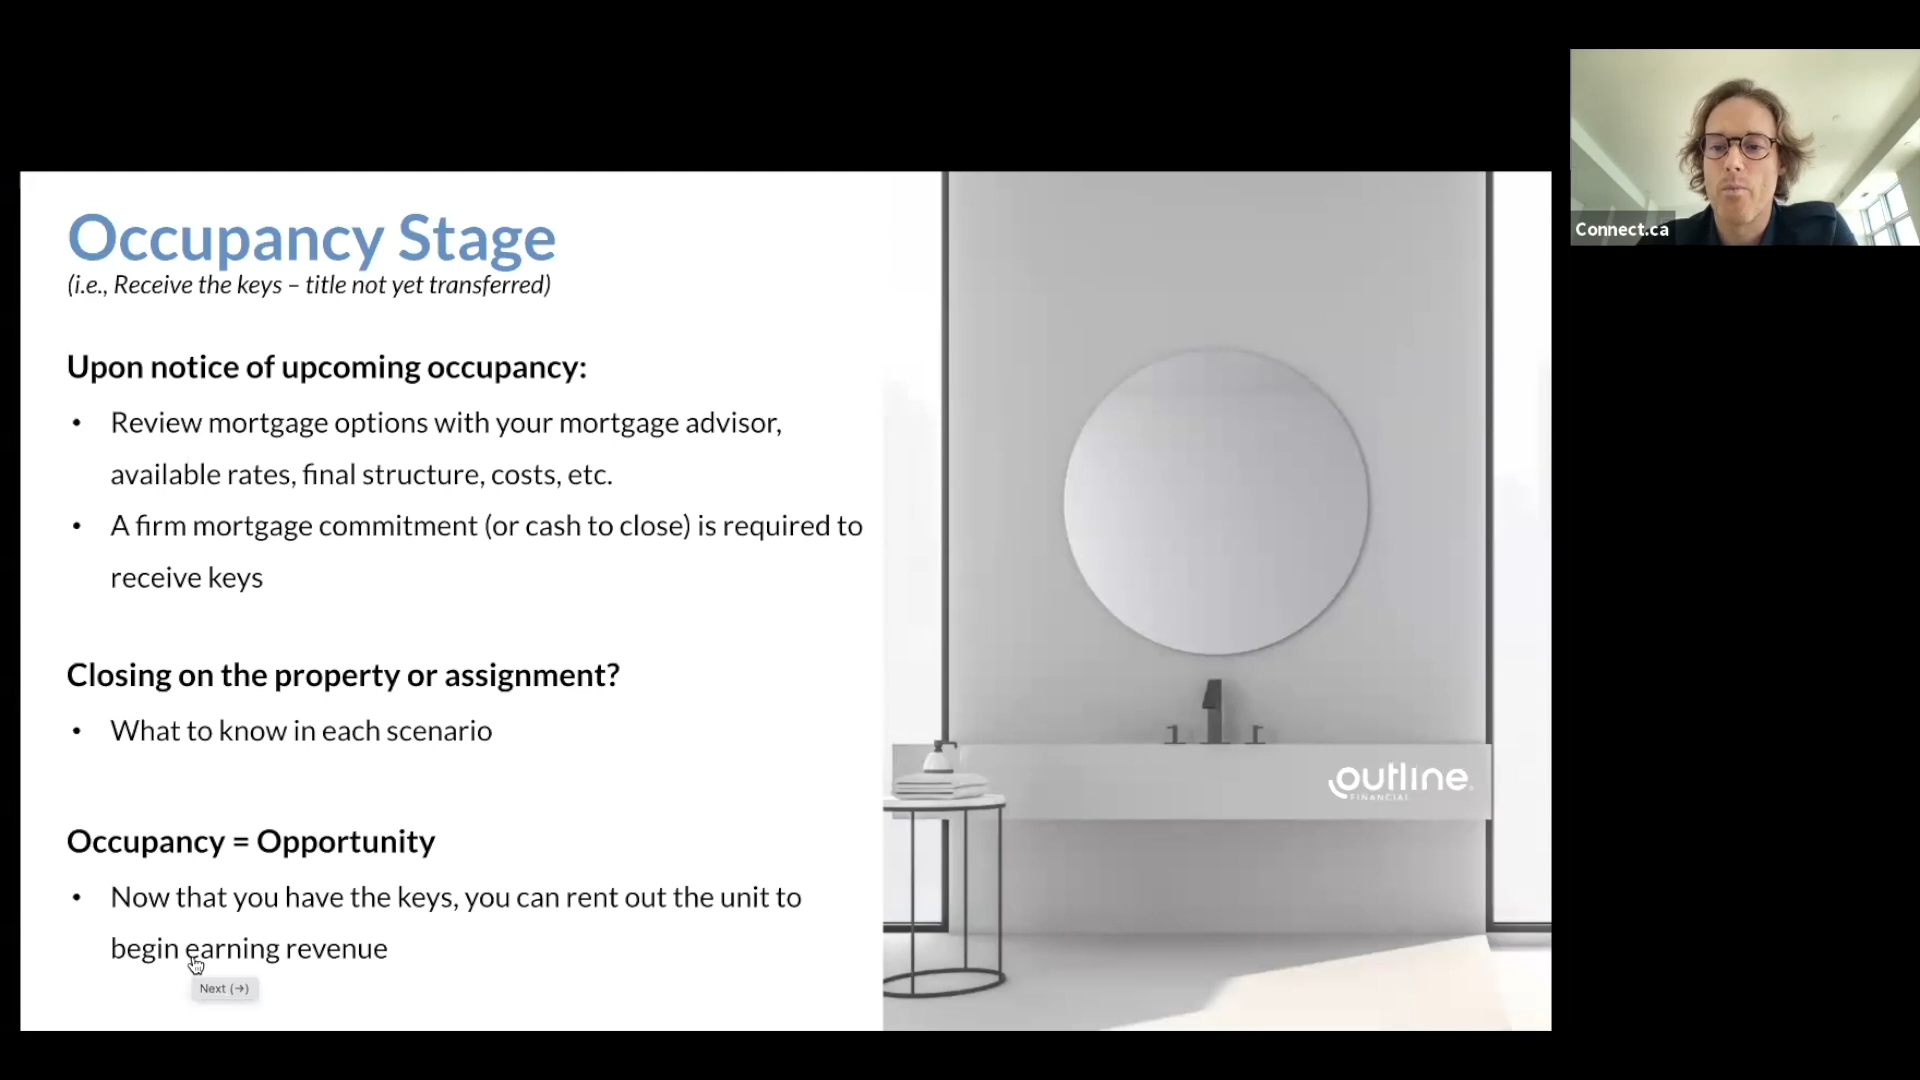 Connect.ca
Occupancy Stage
(i.e., Receive the keys – title not yet transferred)
Upon notice of upcoming occupancy:
• Review mortgage options with your mortgage advisor,
available rates, final structure, costs, etc.
• A firm mortgage commitment (or cash to close) is required to
receive keys
Closing on the property or assignment?
• What to know in each scenario
outline
FINANCIAL
Occupancy = Opportunity
• Now that you have the keys, you can rent out the unit to
begin earning revenue
Next (→)